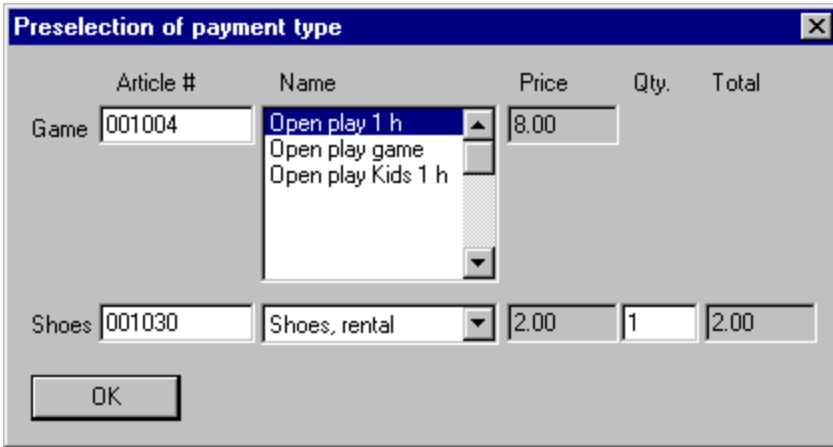 Preselection of payment type
Article # Name Price Qty. Total
Game 001004 Open play 1 h 8.00
Open play game
Open play Kids 1 h
Shoes 001030 Shoes, rental 2.00 1 2.00
OK